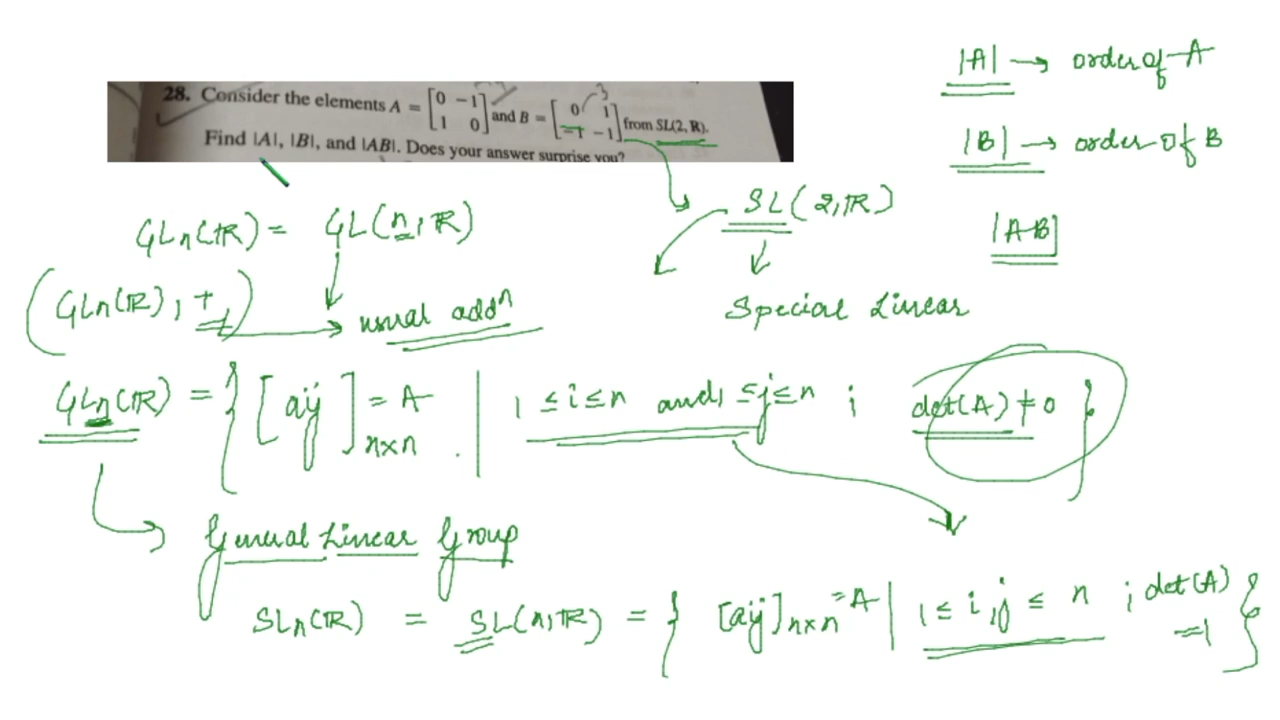 28. Consider the elements A = [0 -1; 1 0] and B = [0 1; -1 -1] from SL(2, R).
Find |A|, |B|, and |AB|. Does your answer surprise you?
|A| → order of A
|B| → order of B
|AB|
GLn(ℝ) = GL(n, ℝ)
SL(2, ℝ)
(GLn(ℝ), +) → usual addⁿ
Special Linear
GLn(ℝ) = { [aij]n×n = A | 1 ≤ i ≤ n and 1 ≤ j ≤ n ; det(A) ≠ 0 }
General Linear Group
SLn(ℝ) = SL(n, ℝ) = { [aij]n×n = A | 1 ≤ i, j ≤ n ; det(A) = 1 }